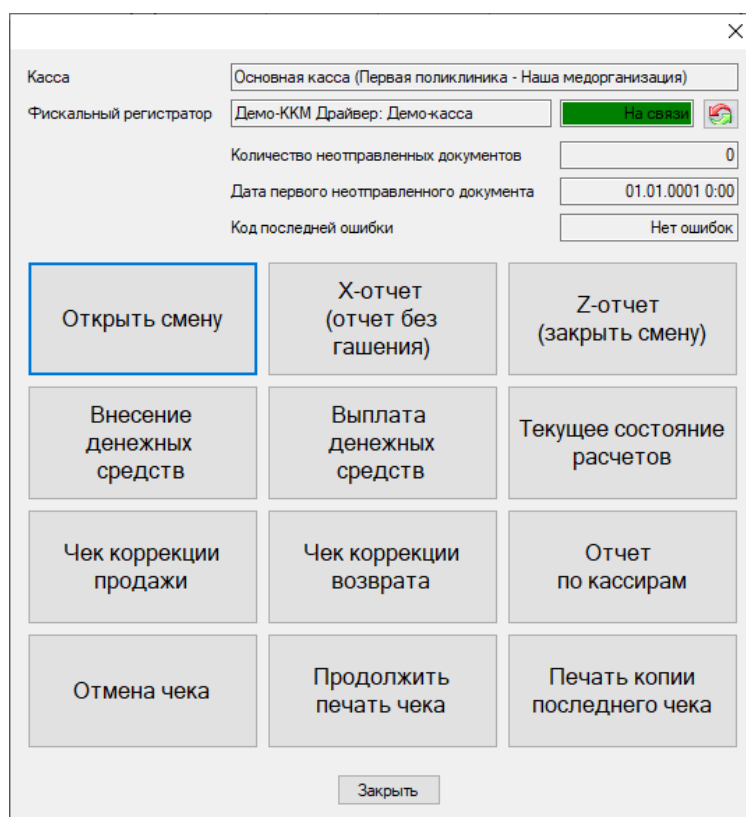 Касса
Основная касса (Первая поликлиника - Наша медорганизация)
Фискальный регистратор
Демо-ККМ Драйвер: Демо-касса
На связи
Количество неотправленных документов
0
Дата первого неотправленного документа
01.01.0001 0:00
Код последней ошибки
Нет ошибок
Открыть смену
X-отчет
(отчет без
гашения)
Z-отчет
(закрыть смену)
Внесение
денежных
средств
Выплата
денежных
средств
Текущее состояние
расчетов
Чек коррекции
продажи
Чек коррекции
возврата
Отчет
по кассирам
Отмена чека
Продолжить
печать чека
Печать копии
последнего чека
Закрыть